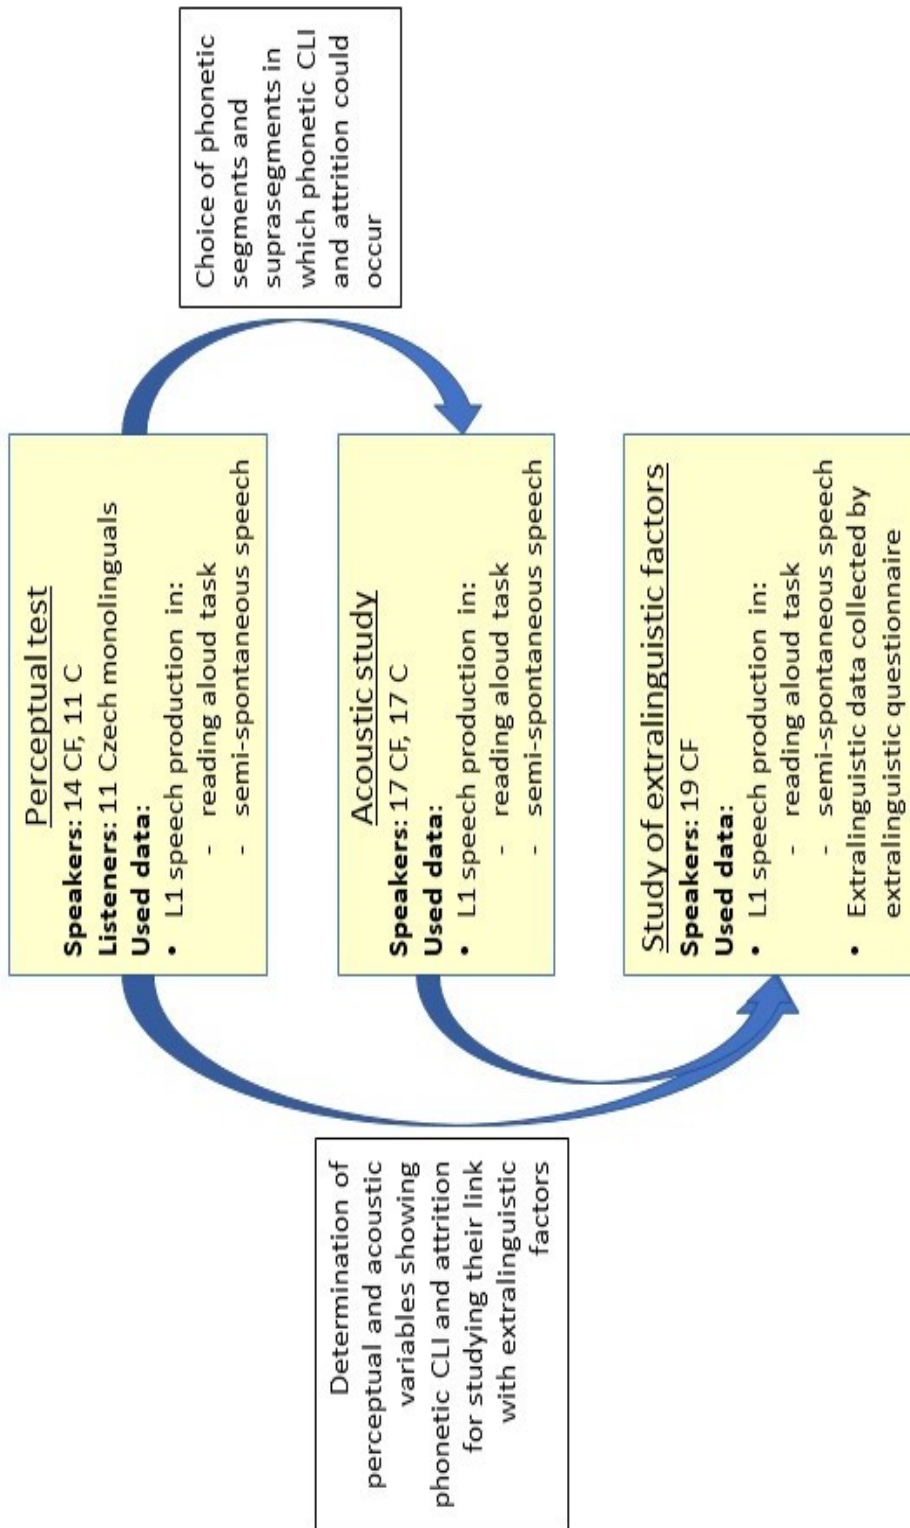 Perceptual test
Speakers: 14 CF, 11 C
Listeners: 11 Czech monolinguals
Used data:
• L1 speech production in:
- reading aloud task
- semi-spontaneous speech
Choice of phonetic
segments and
suprasegments in
which phonetic CLI
and attrition could
occur
Acoustic study
Speakers: 17 CF, 17 C
Used data:
• L1 speech production in:
- reading aloud task
- semi-spontaneous speech
Determination of
perceptual and acoustic
variables showing
phonetic CLI and attrition
for studying their link
with extralinguistic
factors
Study of extralinguistic factors
Speakers: 19 CF
Used data:
• L1 speech production in:
- reading aloud task
- semi-spontaneous speech
• Extralinguistic data collected by
extralinguistic questionnaire